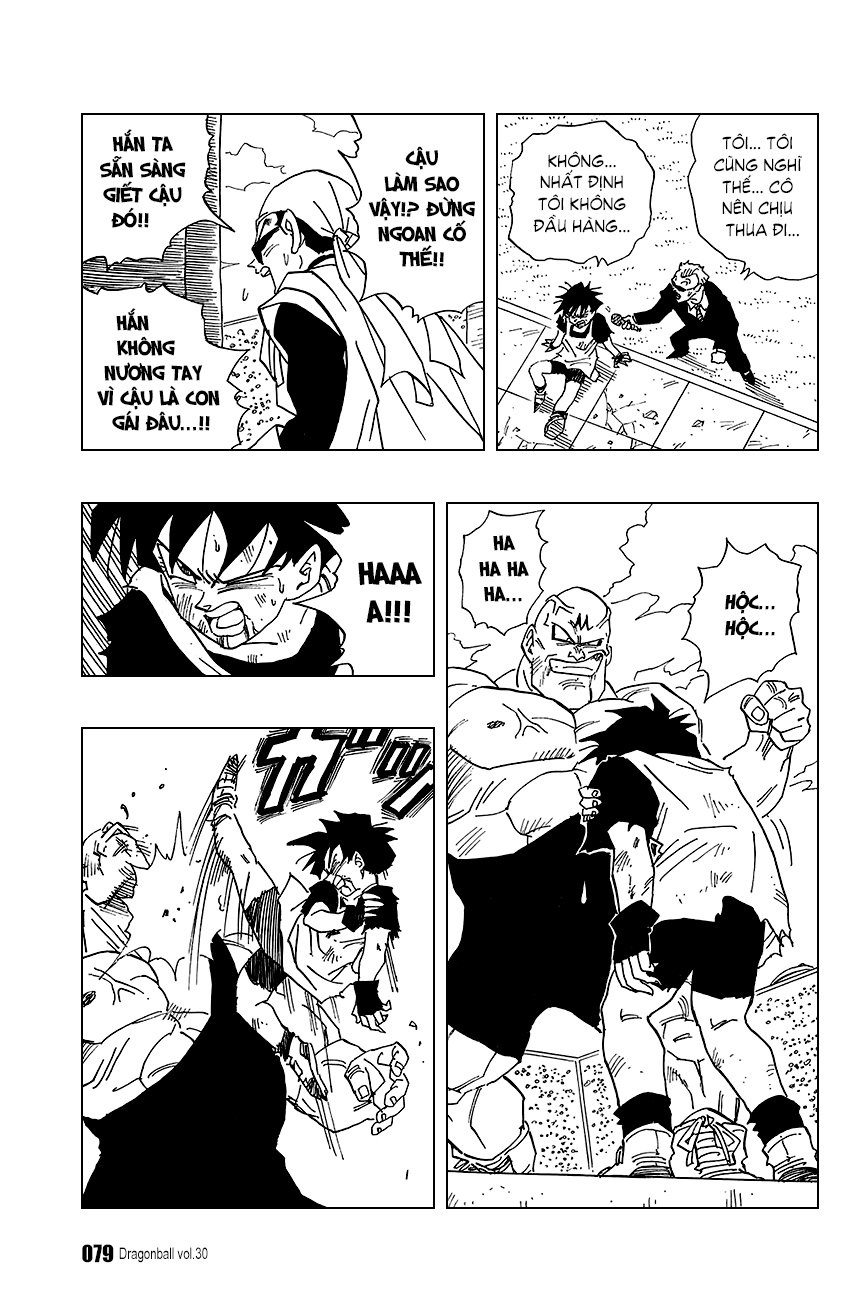 TÔI... TÔI
CŨNG NGHĨ
THẾ... CÔ
NÊN CHỊU
THUA ĐI...
KHÔNG...
NHẤT ĐỊNH
TÔI KHÔNG
ĐẦU HÀNG...
CẬU
LÀM SAO
VẬY!? ĐỪNG
NGOAN CỐ
THẾ!!
HẮN TA
SẴN SÀNG
GIẾT CẬU
ĐÓ!!
HẮN
KHÔNG
NƯƠNG TAY
VÌ CẬU LÀ CON
GÁI ĐÂU...!!
HỘC...
HỘC...
HA
HA HA
HA...
HAAA
A!!!
ガッ
079 Dragonball vol.30